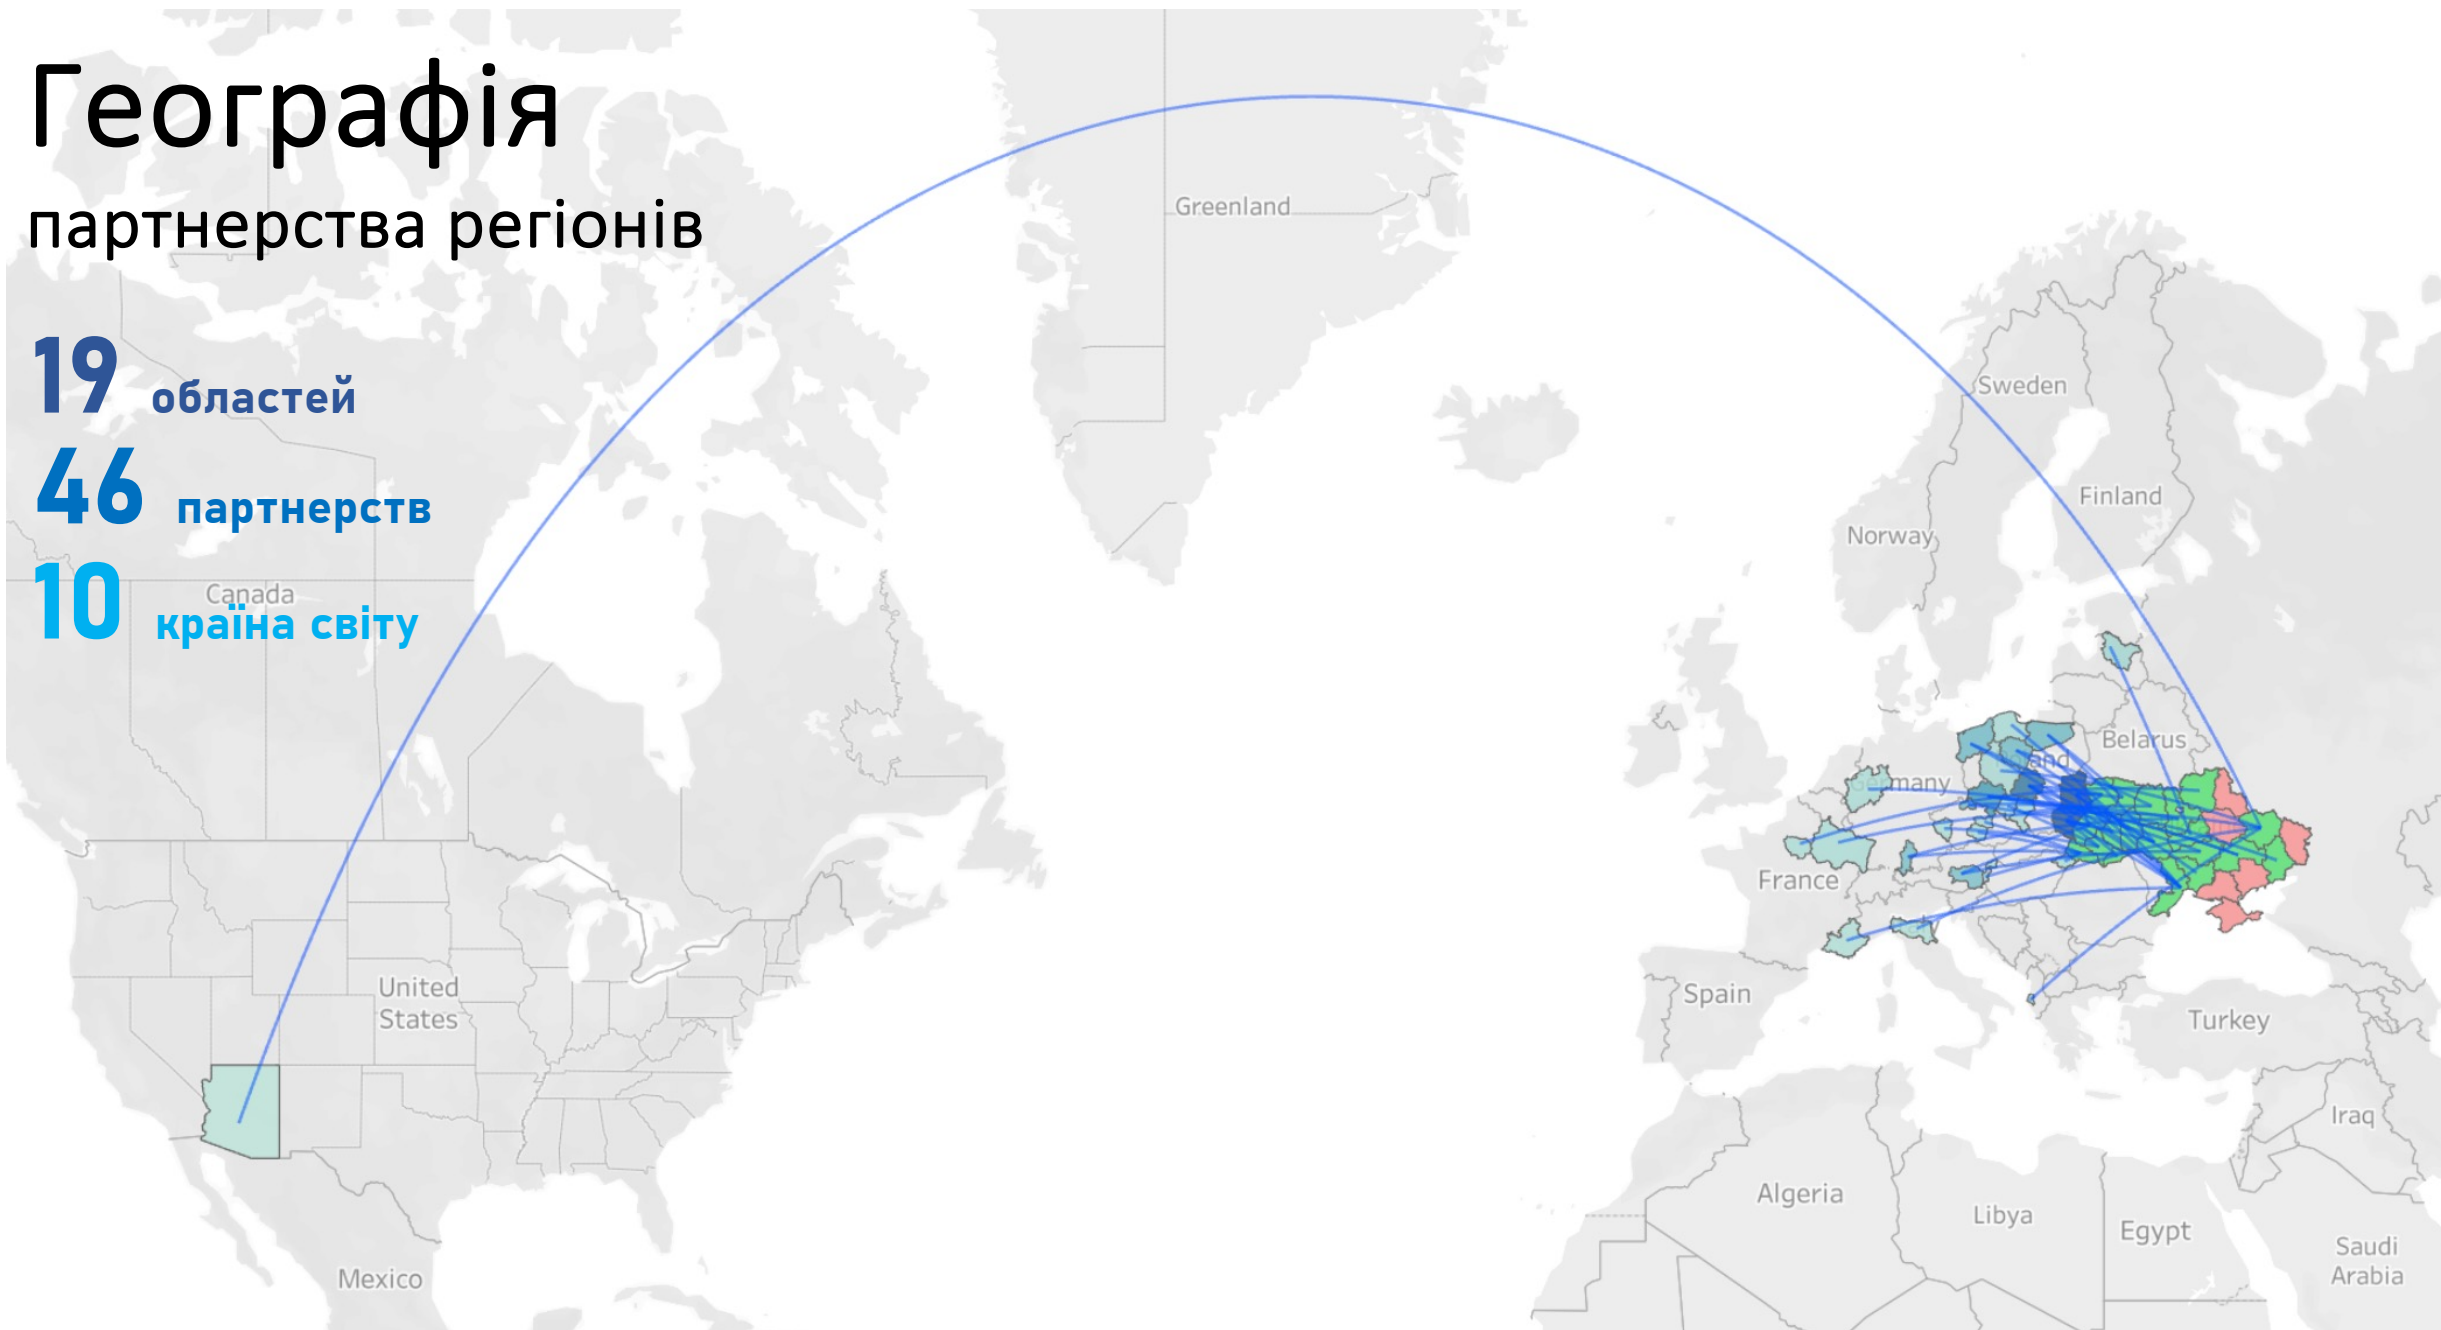 Географія
партнерства регіонів
19 областей
46 партнерств
10 країна світу
Greenland
Sweden
Finland
Norway
Canada
Belarus
Germany
France
United
States
Spain
Turkey
Iraq
Algeria
Libya
Egypt
Saudi
Arabia
Mexico